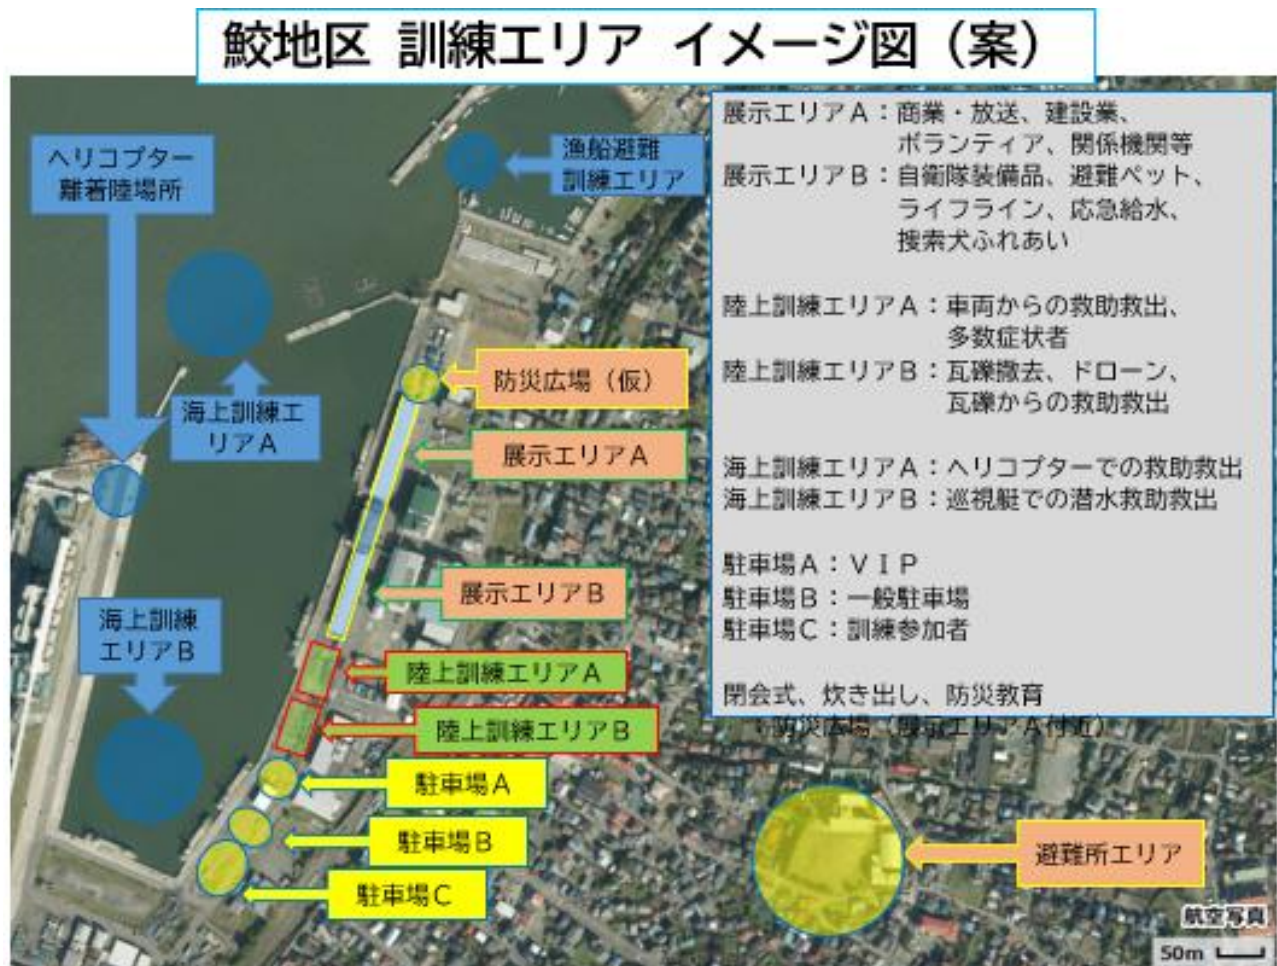 鮫地区 訓練エリア イメージ図（案）
ヘリコプター
離着陸場所
漁船避難
訓練エリア
海上訓練エ
リアA
防災広場（仮）
展示エリアA
展示エリアB
海上訓練
エリアB
陸上訓練エリアA
陸上訓練エリアB
駐車場A
駐車場B
駐車場C
展示エリアA：商業・放送、建設業、
ボランティア、関係機関等
展示エリアB：自衛隊装備品、避難ペット、
ライフライン、応急給水、
捜索犬ふれあい
陸上訓練エリアA：車両からの救助救出、
多数症状者
陸上訓練エリアB：瓦礫撤去、ドローン、
瓦礫からの救助救出
海上訓練エリアA：ヘリコプターでの救助救出
海上訓練エリアB：巡視艇での潜水救助救出
駐車場A：ＶＩＰ
駐車場B：一般駐車場
駐車場C：訓練参加者
閉会式、炊き出し、防災教育
：防災広場（展示エリアA付近）
避難所エリア
航空写真
50m